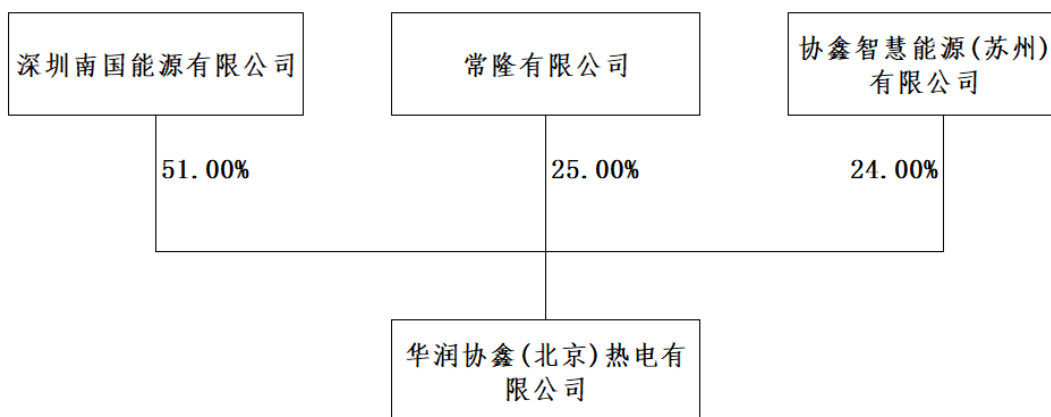 深圳南国能源有限公司
常隆有限公司
协鑫智慧能源(苏州)
有限公司
51.00%
25.00%
24.00%
华润协鑫(北京)热电有
限公司